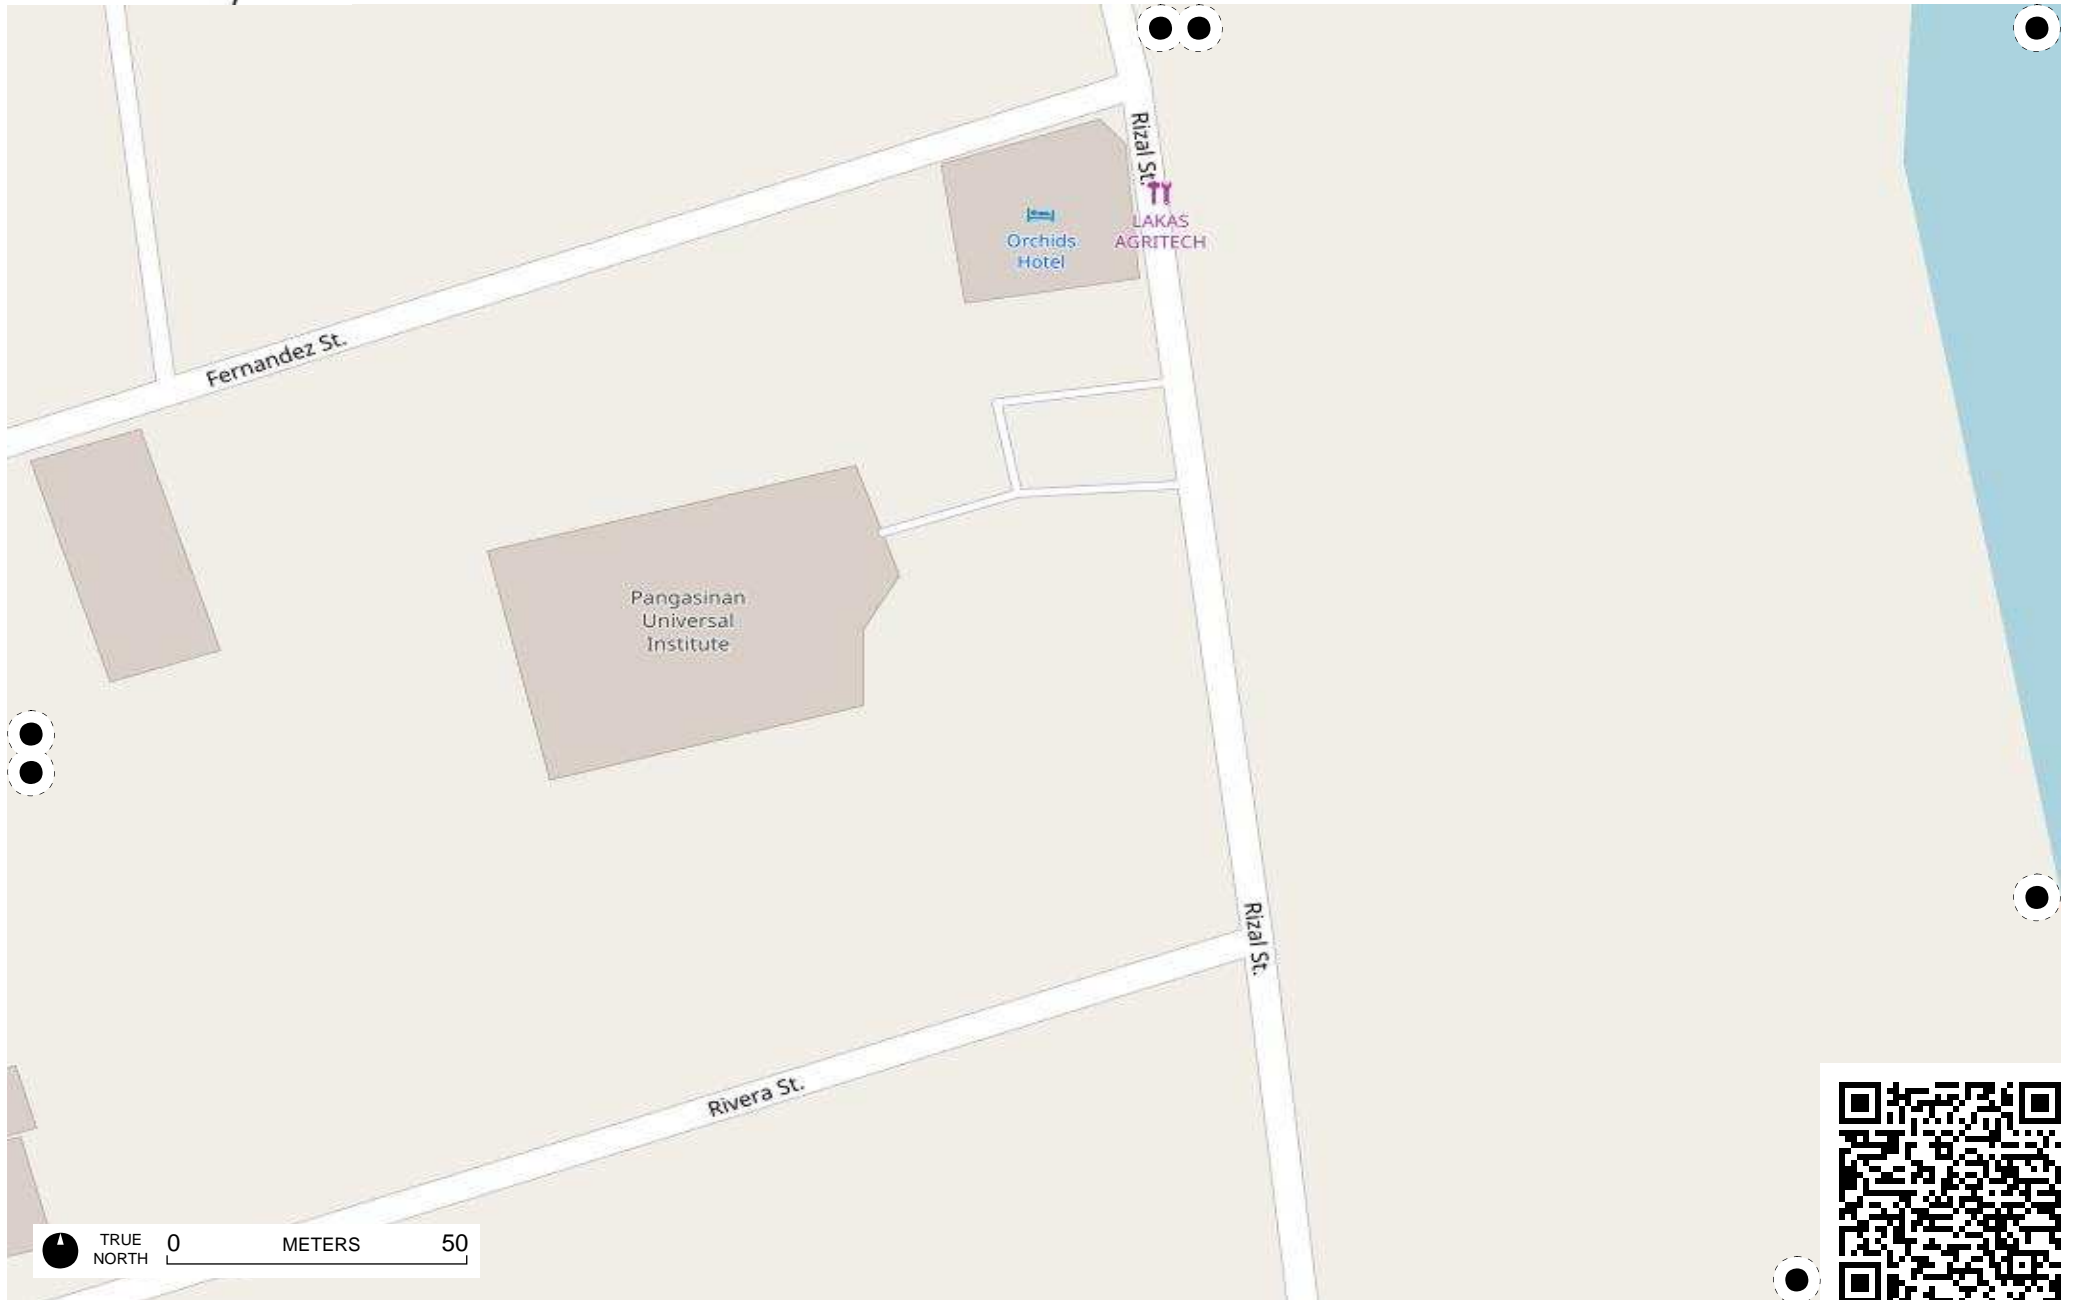 Rizal St.
LAKAS
AGRITECH
Orchids
Hotel
Fernandez St.
Pangasinan
Universal
Institute
Rizal St.
Rivera St.
TRUE
NORTH
0 METERS 50